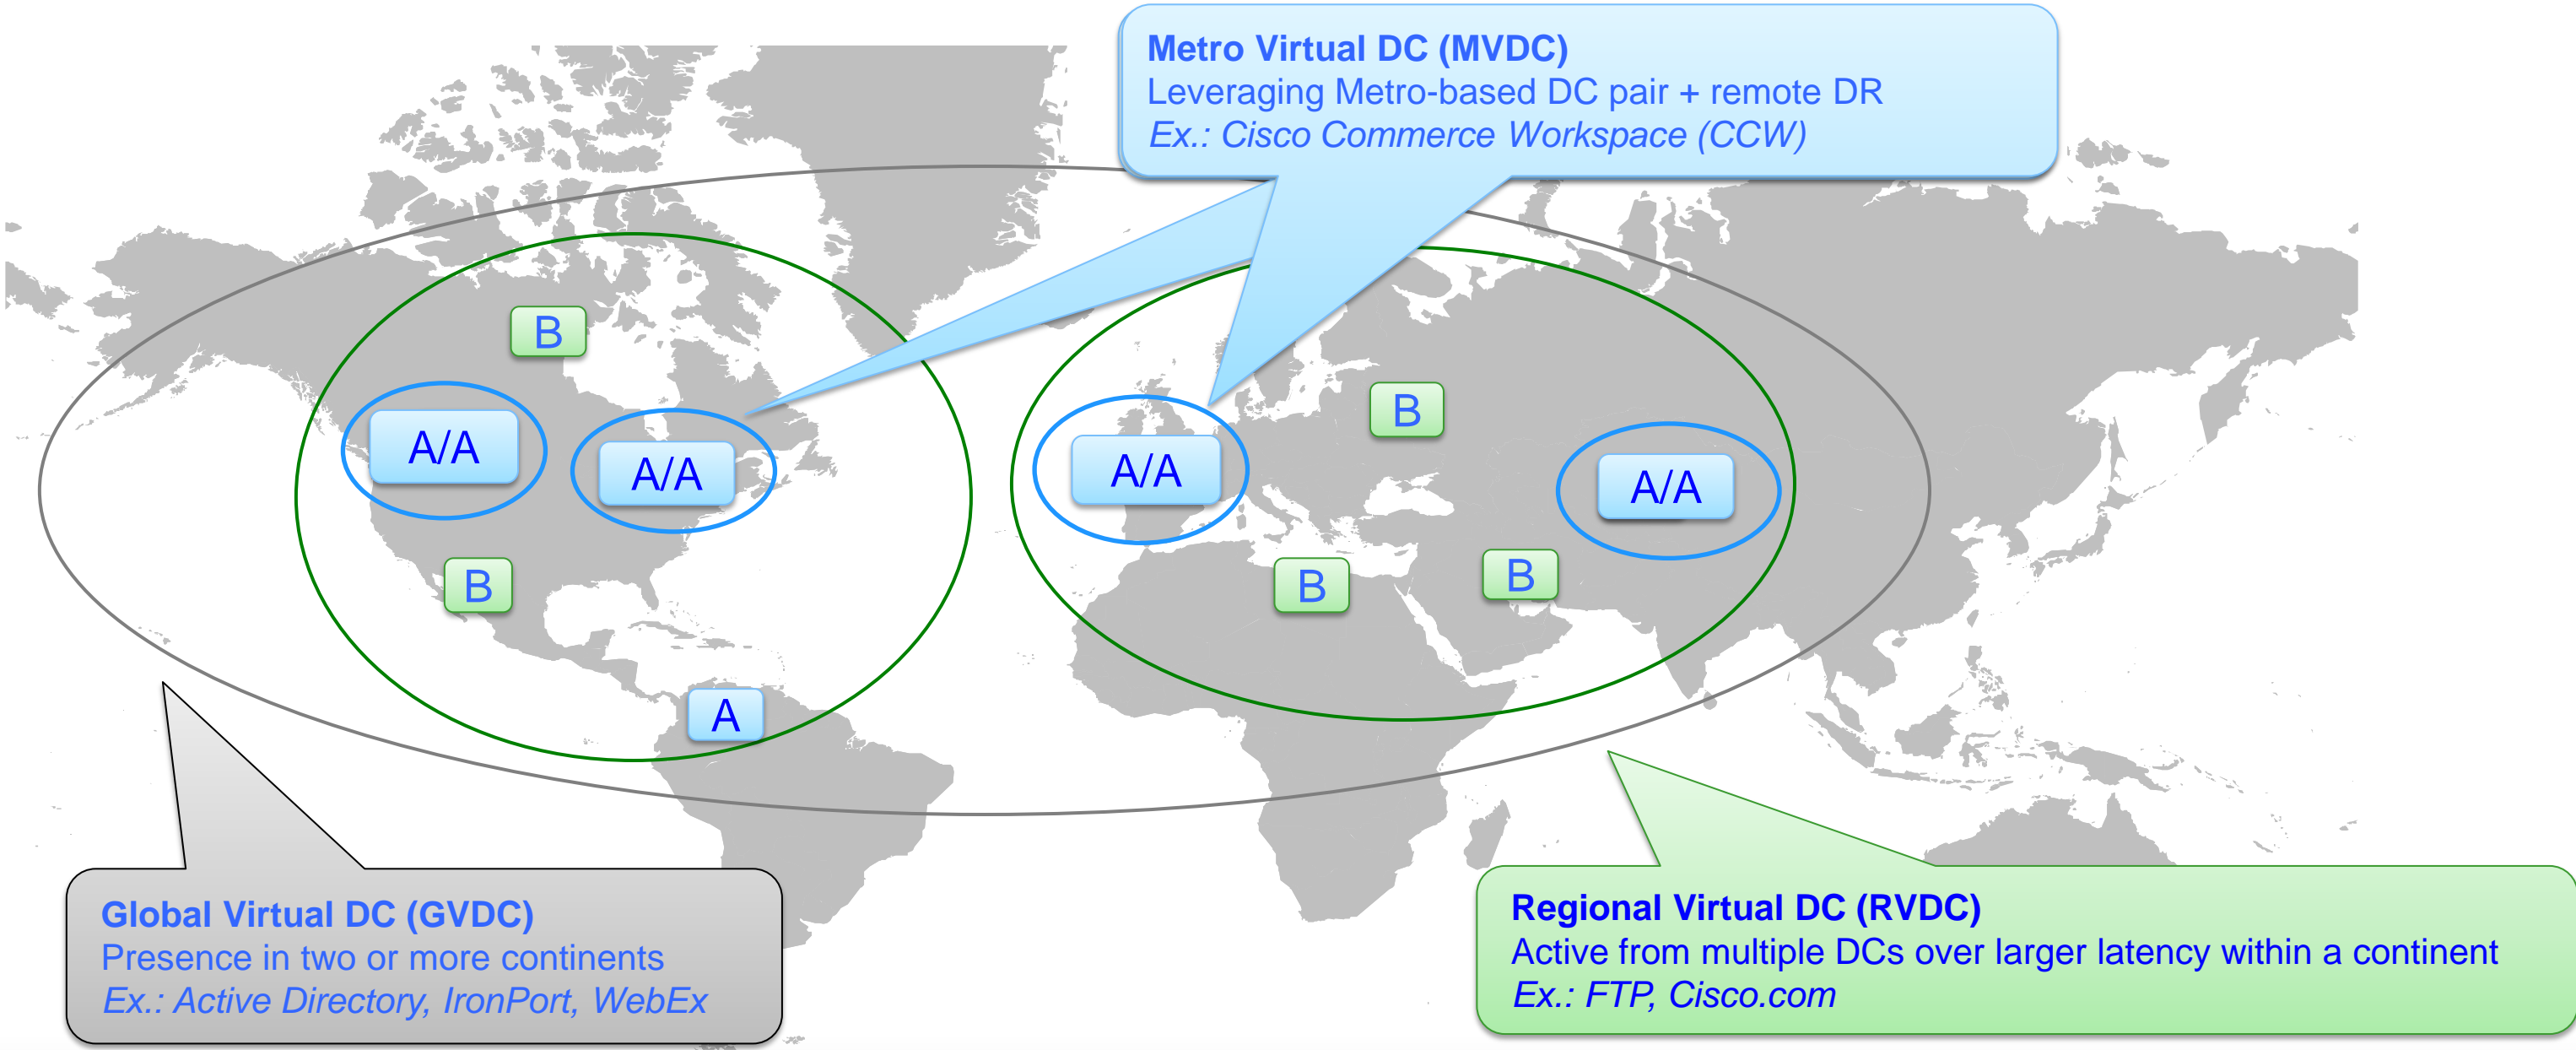 Metro Virtual DC (MVDC)
Leveraging Metro-based DC pair + remote DR
Ex.: Cisco Commerce Workspace (CCW)
B
B
A/A
A/A
A/A
A/A
B
B
B
A
Global Virtual DC (GVDC)
Presence in two or more continents
Ex.: Active Directory, IronPort, WebEx
Regional Virtual DC (RVDC)
Active from multiple DCs over larger latency within a continent
Ex.: FTP, Cisco.com